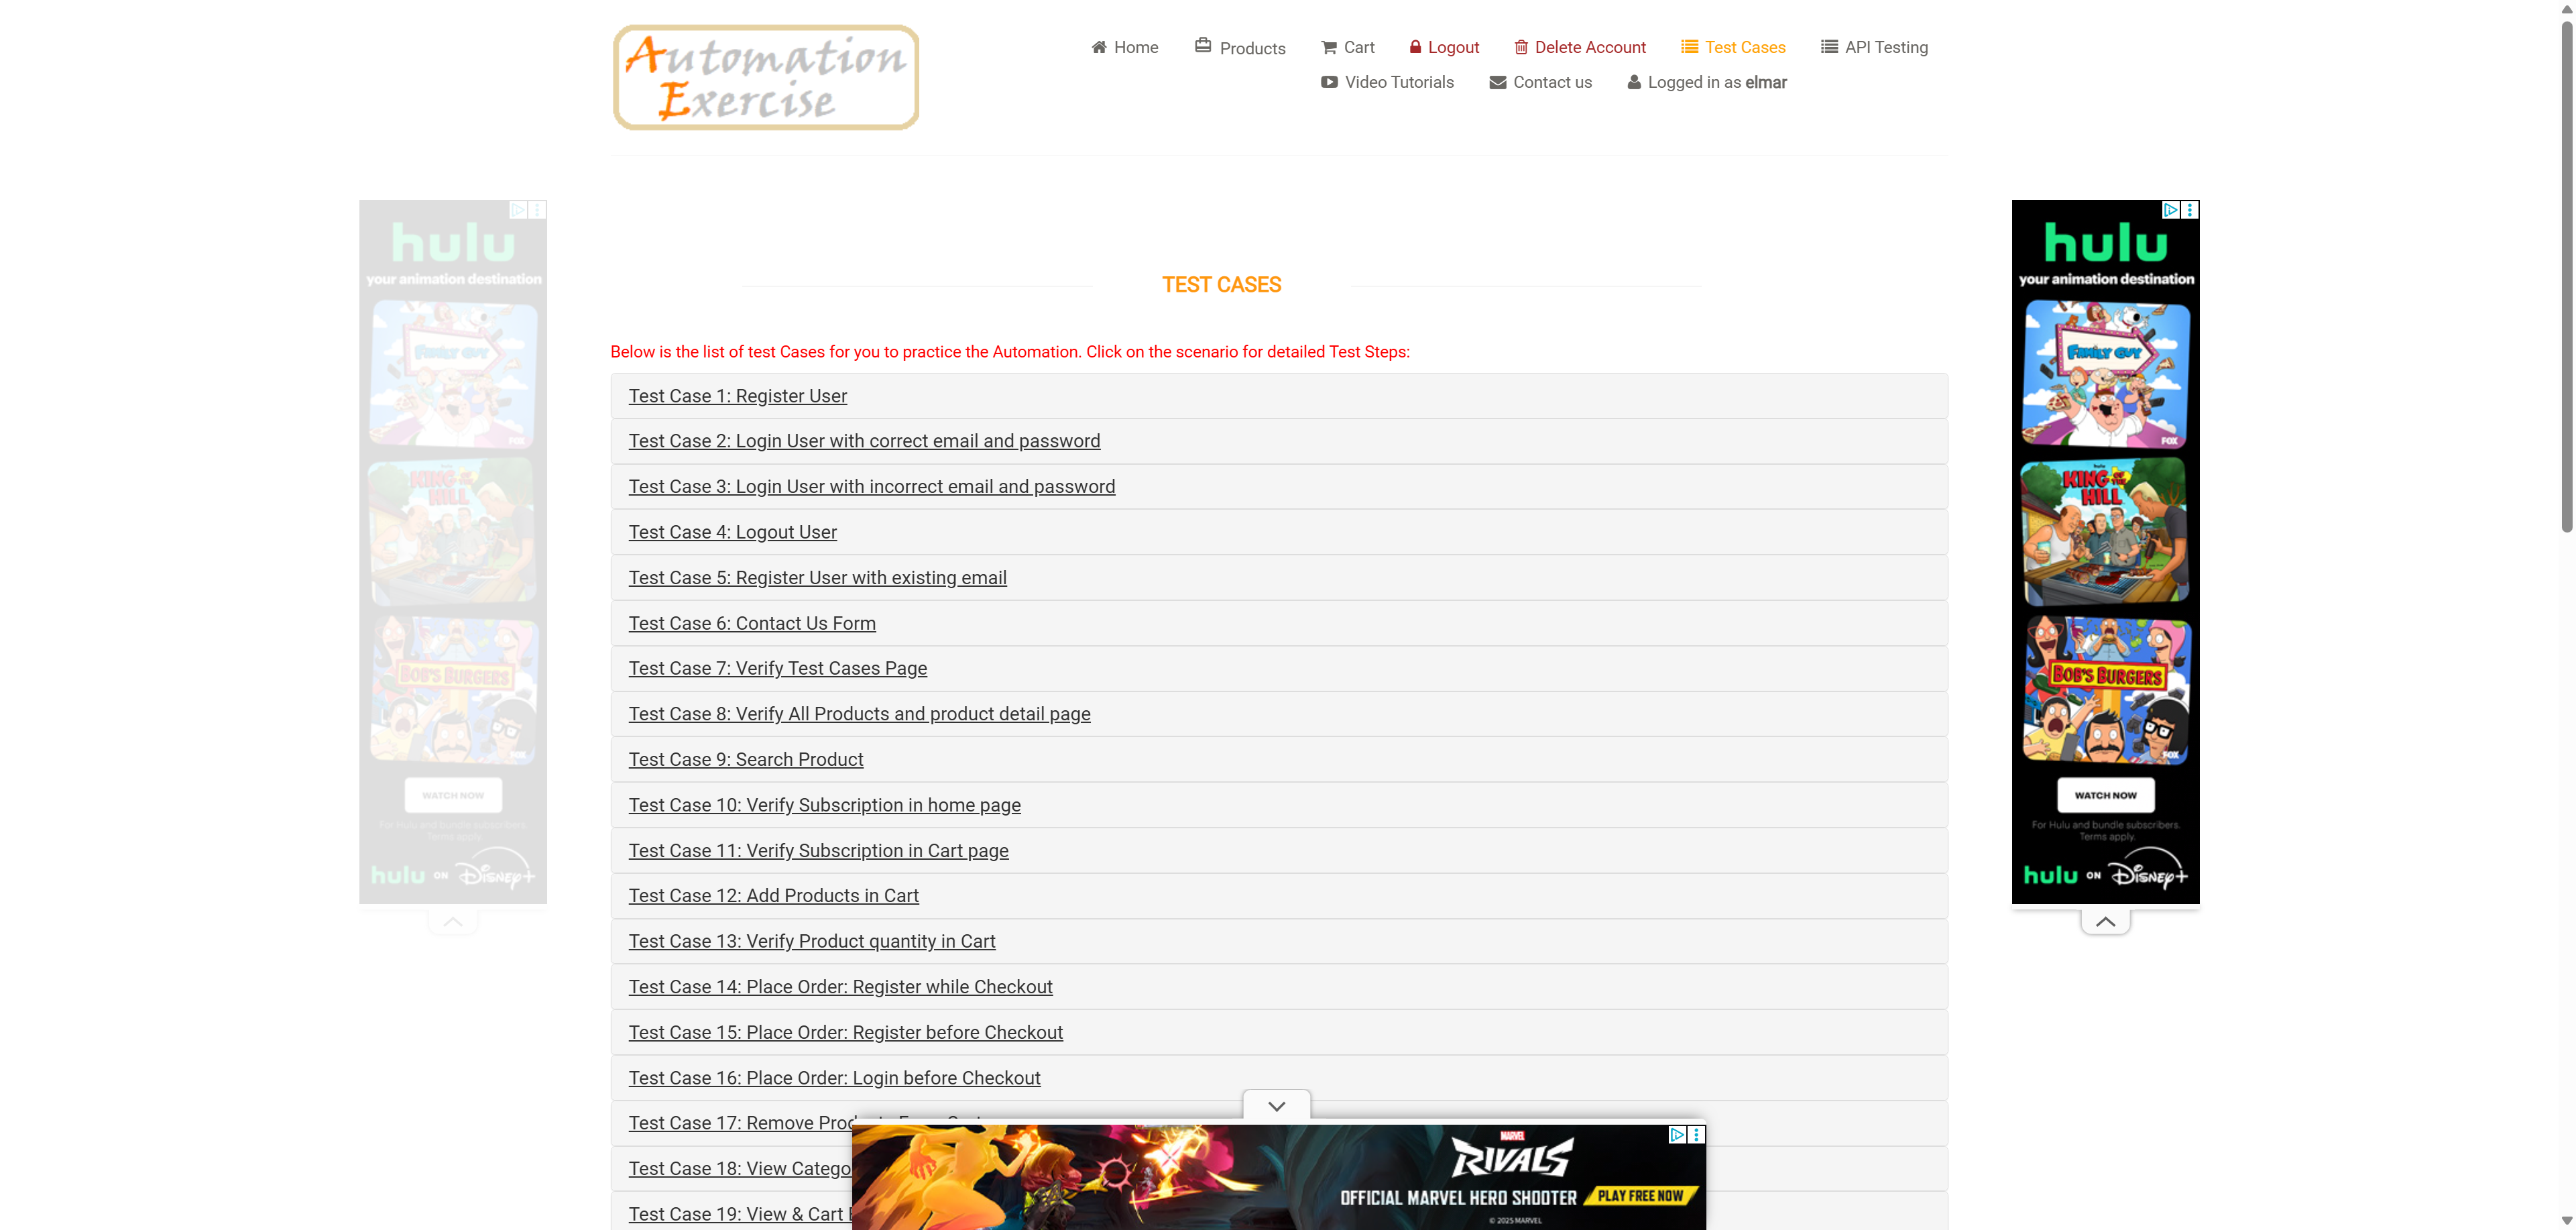 Automation
Exercise
Home
Products
Cart
Logout
Delete Account
Test Cases
API Testing
Video Tutorials
Contact us
Logged in as elmar
hulu
your animation destination
FAMILY GUY
FOX
KING OF THE HILL
BOB'S BURGERS
FOX
WATCH NOW
For Hulu and bundle subscribers.
Terms apply.
hulu ON Disney+
TEST CASES
Below is the list of test Cases for you to practice the Automation. Click on the scenario for detailed Test Steps:
Test Case 1: Register User
Test Case 2: Login User with correct email and password
Test Case 3: Login User with incorrect email and password
Test Case 4: Logout User
Test Case 5: Register User with existing email
Test Case 6: Contact Us Form
Test Case 7: Verify Test Cases Page
Test Case 8: Verify All Products and product detail page
Test Case 9: Search Product
Test Case 10: Verify Subscription in home page
Test Case 11: Verify Subscription in Cart page
Test Case 12: Add Products in Cart
Test Case 13: Verify Product quantity in Cart
Test Case 14: Place Order: Register while Checkout
Test Case 15: Place Order: Register before Checkout
Test Case 16: Place Order: Login before Checkout
Test Case 17: Remove
Test Case 18: View
Test Case 19: View & Cart
hulu
your animation destination
FAMILY GUY
FOX
KING OF THE HILL
BOB'S BURGERS
FOX
WATCH NOW
For Hulu and bundle subscribers.
Terms apply.
hulu ON Disney+
MARVEL
RIVALS
OFFICIAL MARVEL HERO SHOOTER
PLAY FREE NOW
© 2025 MARVEL